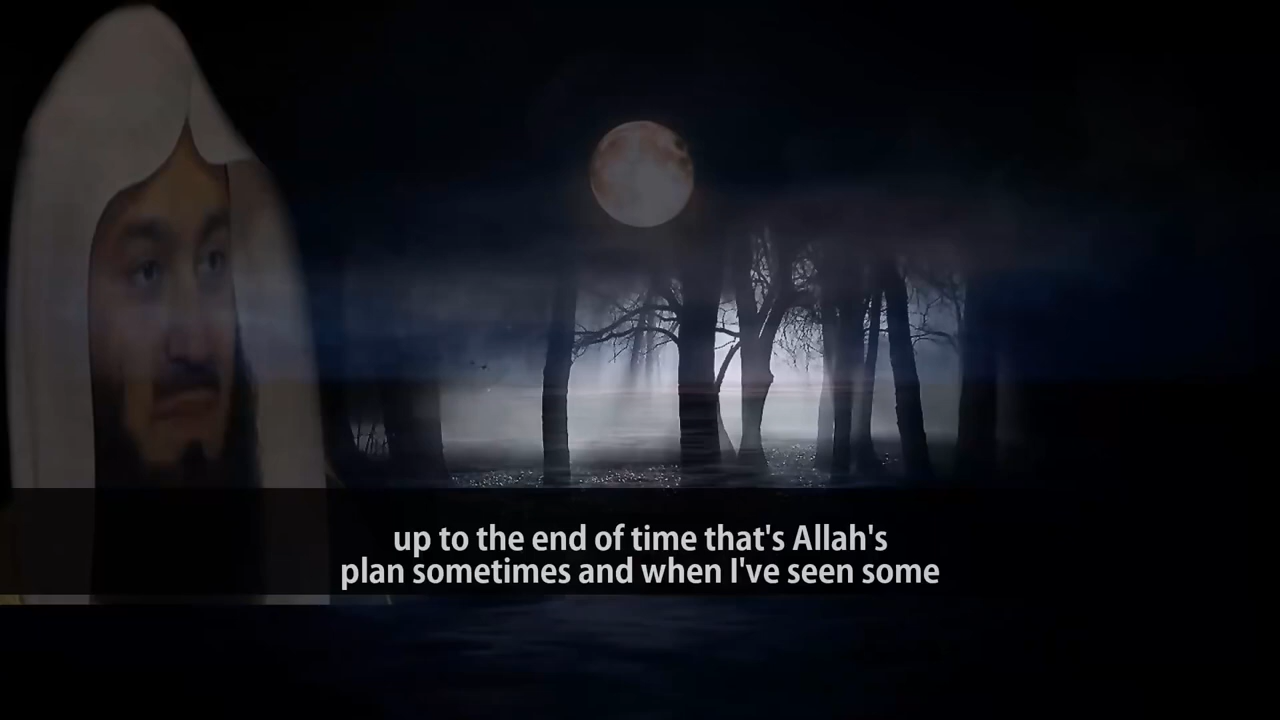 up to the end of time that's Allah's
plan sometimes and when I've seen some